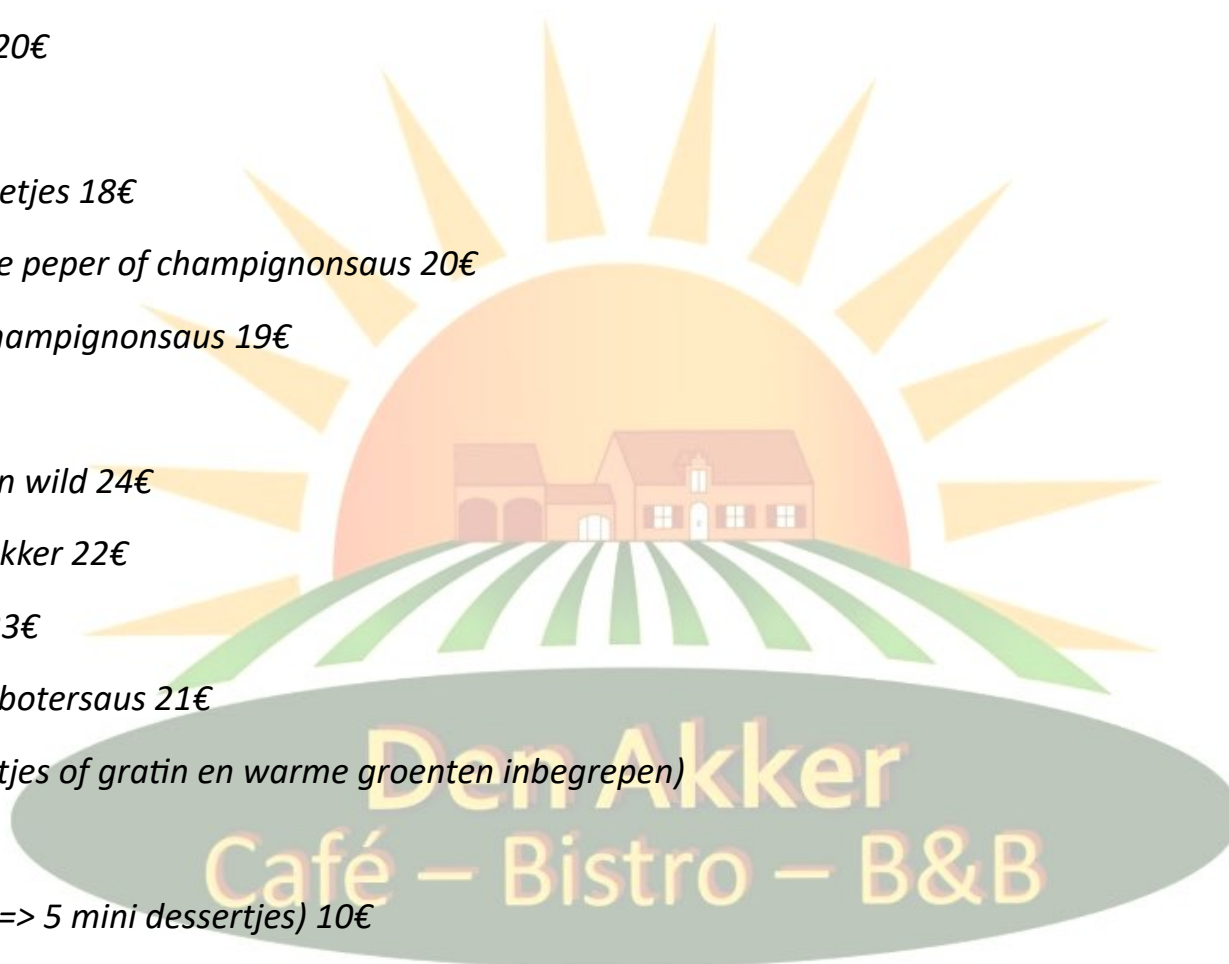 20€
etjes 18€
e peper of champignonsaus 20€
hampignonsaus 19€
n wild 24€
kker 22€
3€
botersaus 21€
tjes of gratin en warme groenten inbegrepen)
Den Akker
Café – Bistro – B&B
=> 5 mini dessertjes) 10€